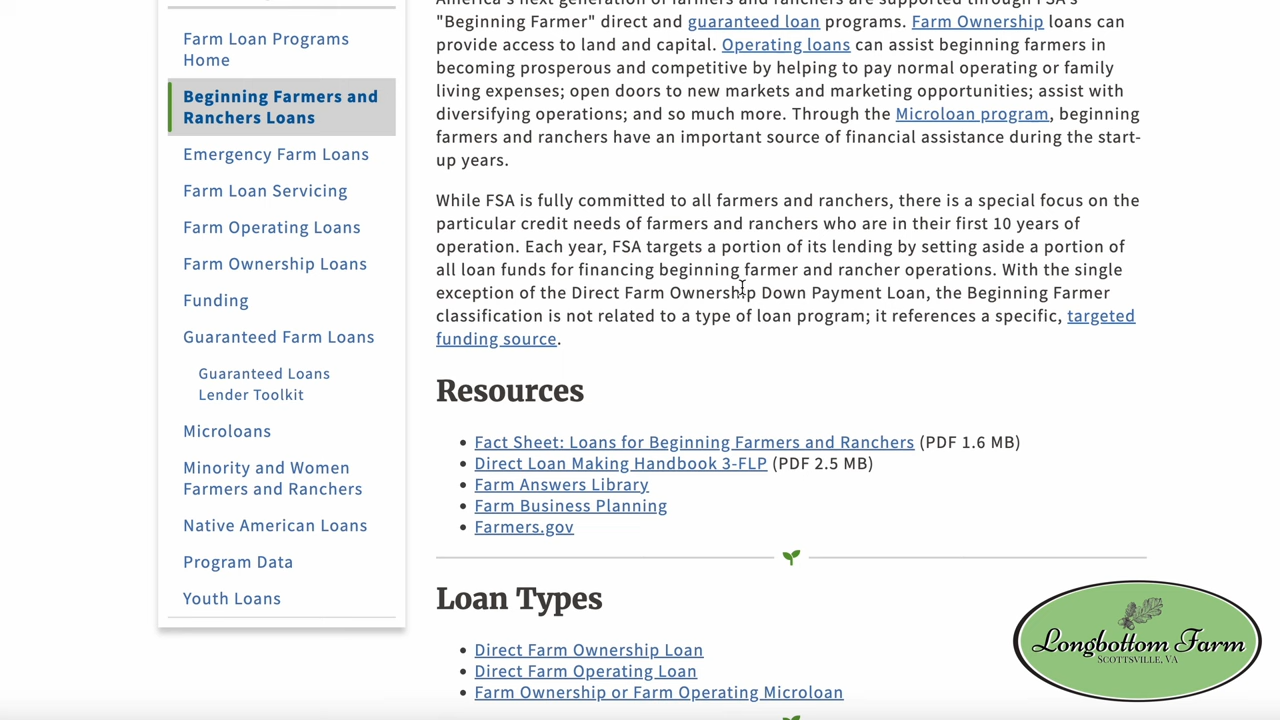 Farm Loan Programs
Home
Beginning Farmers and
Ranchers Loans
Emergency Farm Loans
Farm Loan Servicing
Farm Operating Loans
Farm Ownership Loans
Funding
Guaranteed Farm Loans
Guaranteed Loans
Lender Toolkit
Microloans
Minority and Women
Farmers and Ranchers
Native American Loans
Program Data
Youth Loans
America's next generation of farmers and ranchers are supported through FSA's
"Beginning Farmer" direct and guaranteed loan programs. Farm Ownership loans can
provide access to land and capital. Operating loans can assist beginning farmers in
becoming prosperous and competitive by helping to pay normal operating or family
living expenses; open doors to new markets and marketing opportunities; assist with
diversifying operations; and so much more. Through the Microloan program, beginning
farmers and ranchers have an important source of financial assistance during the start-
up years.
While FSA is fully committed to all farmers and ranchers, there is a special focus on the
particular credit needs of farmers and ranchers who are in their first 10 years of
operation. Each year, FSA targets a portion of its lending by setting aside a portion of
all loan funds for financing beginning farmer and rancher operations. With the single
exception of the Direct Farm Ownership Down Payment Loan, the Beginning Farmer
classification is not related to a type of loan program; it references a specific, targeted
funding source.
Resources
Fact Sheet: Loans for Beginning Farmers and Ranchers (PDF 1.6 MB)
Direct Loan Making Handbook 3-FLP (PDF 2.5 MB)
Farm Answers Library
Farm Business Planning
Farmers.gov
Loan Types
Direct Farm Ownership Loan
Direct Farm Operating Loan
Farm Ownership or Farm Operating Microloan
Longbottom Farm
SCOTTSVILLE, VA